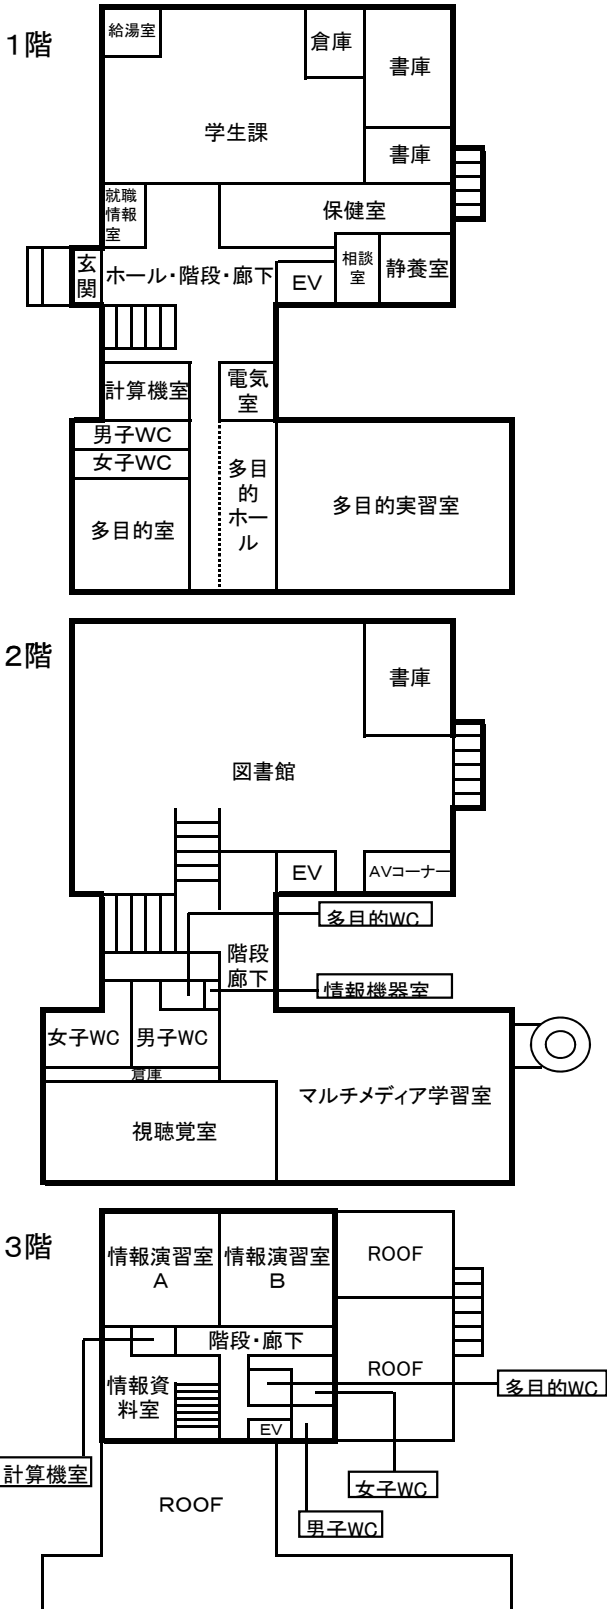 1階
給湯室
倉庫
書庫
学生課
書庫
就職
情報
室
保健室
玄
関
ホール・階段・廊下
EV
相談
室
静養室
計算機室
電気
室
男子WC
女子WC
多目的室
多目
的
ホー
ル
多目的実習室
2階
書庫
図書館
EV
AVコーナー
多目的WC
階段
廊下
情報機器室
女子WC
男子WC
倉庫
マルチメディア学習室
視聴覚室
3階
情報演習室
A
情報演習室
B
ROOF
階段・廊下
ROOF
情報資
料室
多目的WC
EV
計算機室
女子WC
ROOF
男子WC